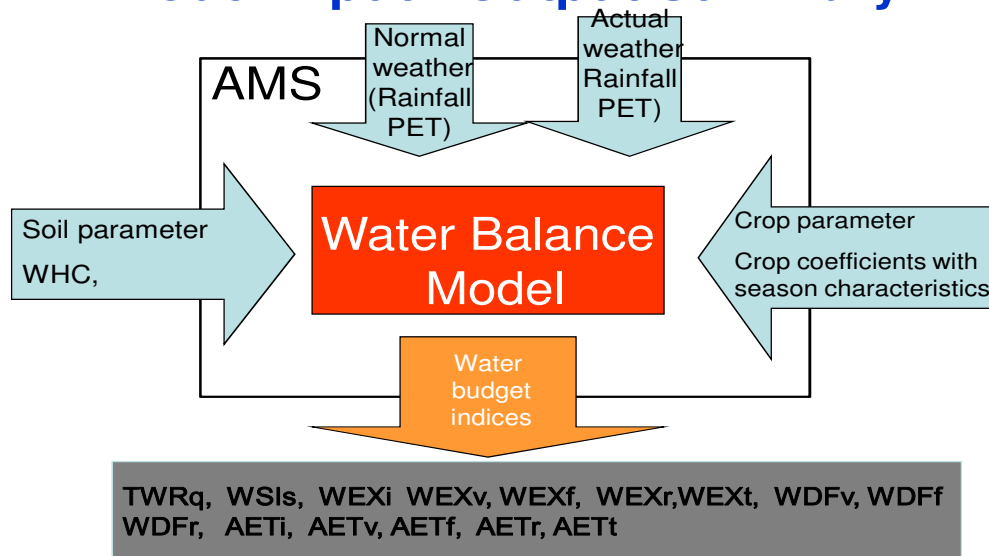 Normal
weather
(Rainfall
PET)
Actual
weather
Rainfall
PET)
AMS
Soil parameter
WHC,
Water Balance
Model
Crop parameter
Crop coefficients with
season characteristics
Water
budget
indices
TWRq, WSIs, WEXi WEXv, WEXf, WEXr,WEXt, WDFv, WDFf
WDFr, AETi, AETv, AETf, AETr, AETt